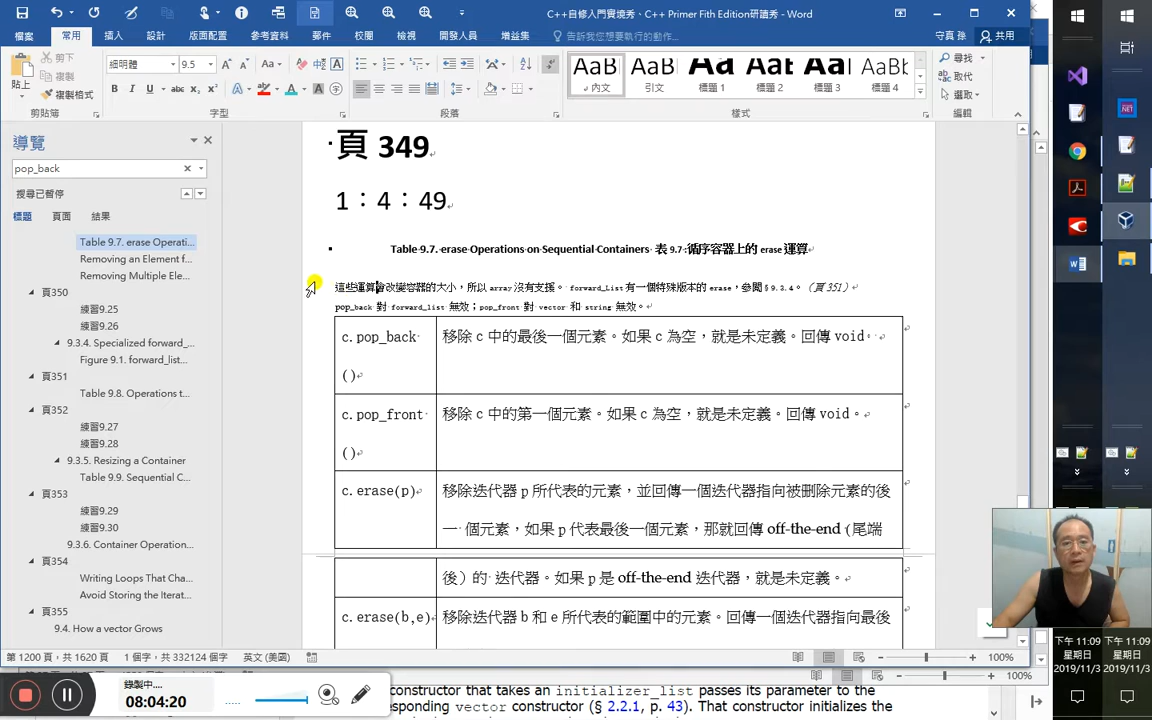 C++自修入門實境秀、C++ Primer Fifth Edition研讀秀 - Word
檔案 常用 插入 設計 版面配置 參考資料 郵件 校閱 檢視 開發人員 增益集 告訴我您想要執行的動作... 守真 孫 共用
貼上 剪下 複製 複製格式
細明體 9.5
AaB AaBb AaB AaBb AaBl AaBb
內文 引文 標題 1 標題 2 標題 3 標題 4
尋找 取代 選取
剪貼簿 字型 段落 樣式 編輯
導覽
pop_back
搜尋已暫停
標題 頁面 結果
Table 9.7. erase Operati...
Removing an Element f...
Removing Multiple Ele...
頁350
練習9.25
練習9.26
9.3.4. Specialized forward_...
Figure 9.1. forward_list...
頁351
Table 9.8. Operations t...
頁352
練習9.27
練習9.28
9.3.5. Resizing a Container
Table 9.9. Sequential C...
頁353
練習9.29
練習9.30
9.3.6. Container Operation...
頁354
Writing Loops That Cha...
Avoid Storing the Iterat...
頁355
9.4. How a vector Grows
頁 349
1：4：49
Table 9.7. erase Operations on Sequential Containers 表 9.7 循序容器上的 erase 運算
這些運算會改變容器的大小，所以 array 沒有支援。 forward_List 有一個特殊版本的 erase，參閱 § 9.3.4。（頁 351）
pop_back 對 forward_list 無效；pop_front 對 vector 和 string 無效。
c.pop_back 移除 c 中的最後一個元素。如果 c 為空，就是未定義。回傳 void。
()
c.pop_front 移除 c 中的第一個元素。如果 c 為空，就是未定義。回傳 void。
()
c.erase(p) 移除迭代器 p 所代表的元素，並回傳一個迭代器指向被刪除元素的後
一 個元素，如果 p 代表最後一個元素，那就回傳 off-the-end（尾端
後）的 迭代器。如果 p 是 off-the-end 迭代器，就是未定義。
c.erase(b,e) 移除迭代器 b 和 e 所代表的範圍中的元素。回傳一個迭代器指向最後
第 1200 頁，共 1620 頁 1 個字，共 332124 個字 英文 (美國) 100%
100%
錄製中...
08:04:20
constructor that takes an initializer_list passes its parameter to the
sponding vector constructor (§ 2.2.1, p. 43). That constructor initializes the
下午 11:09
星期日
2019/11/3
下午 11:09
星期日
2019/11/3